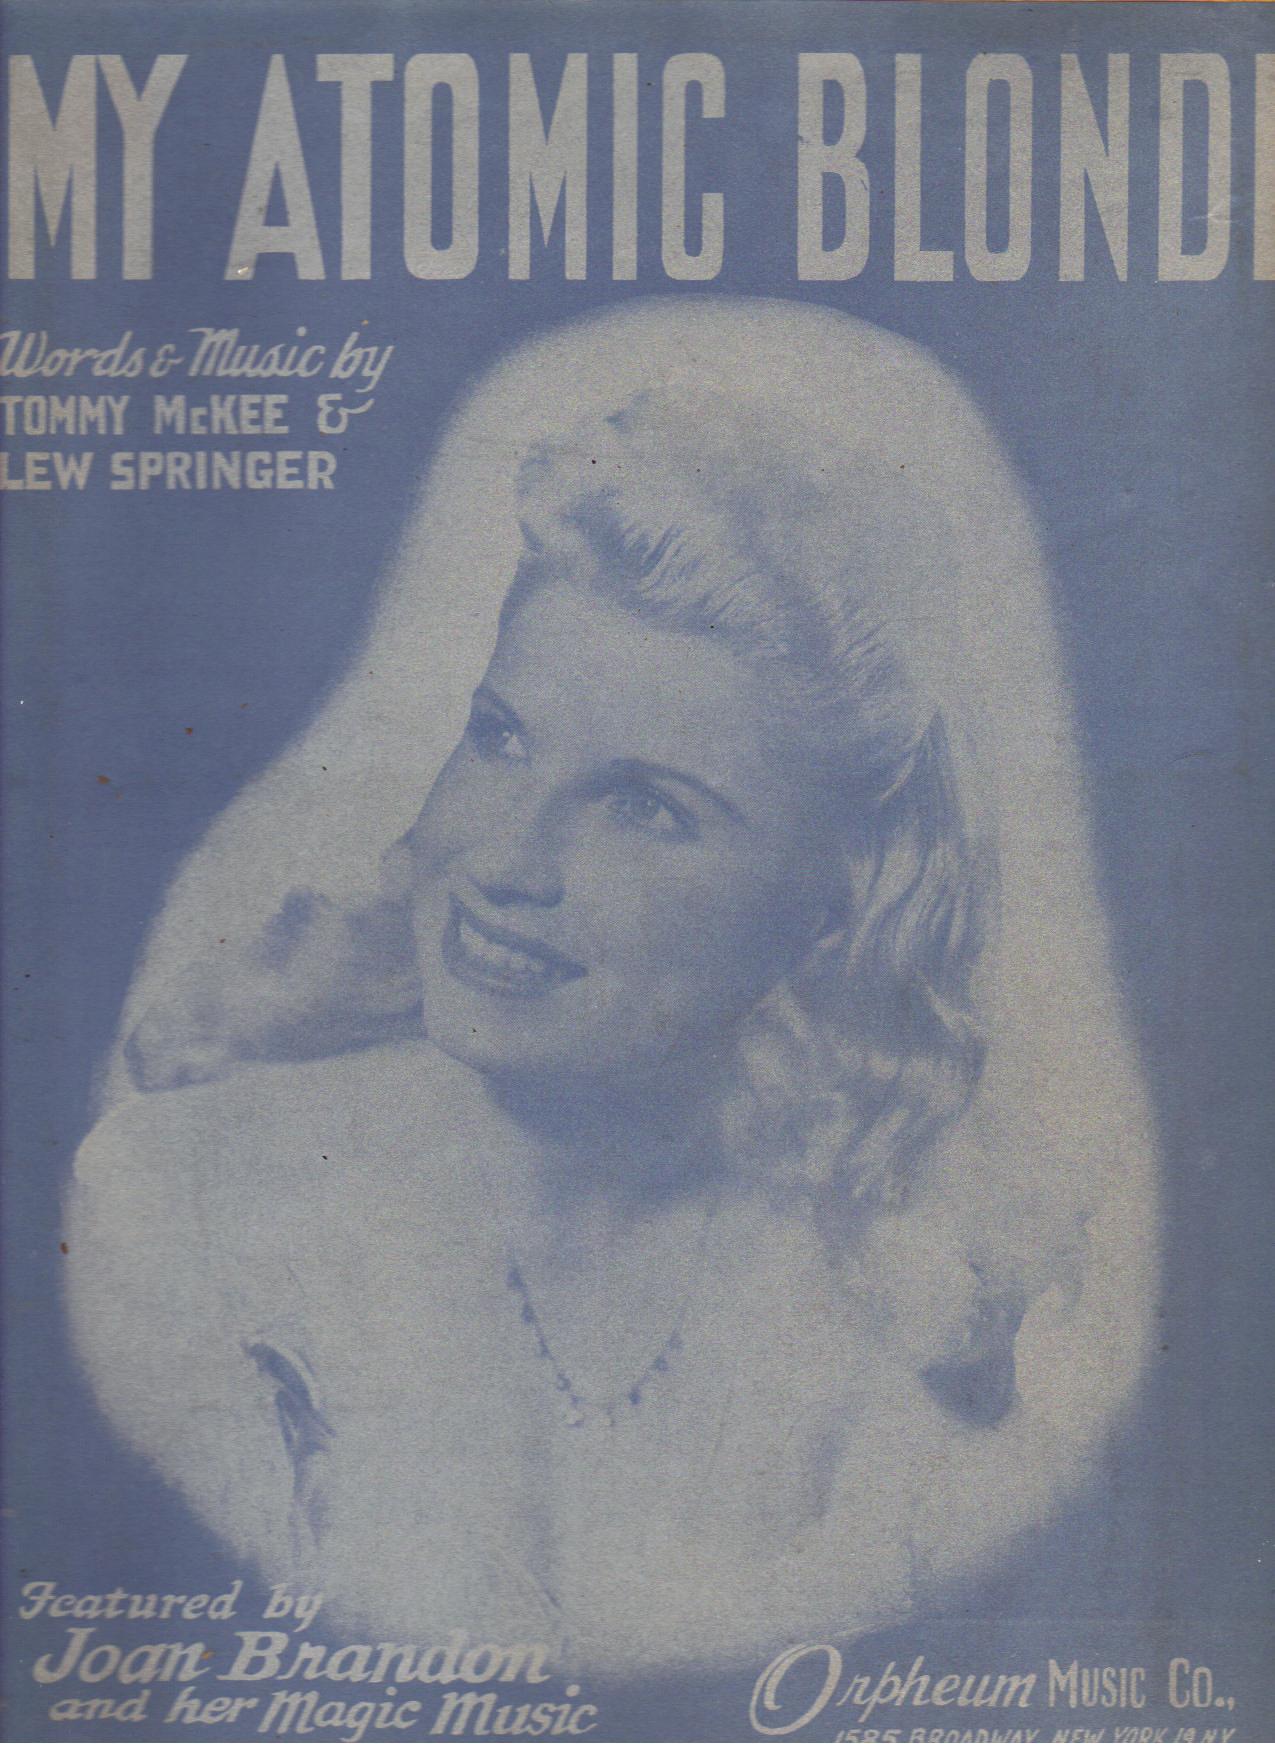 MY ATOMIC BLONDE
Words & Music by
TOMMY McKEE &
LEW SPRINGER
Featured by
Joan Brandon
and her Magic Music
Orpheum MUSIC CO.,
1585 BROADWAY, NEW YORK 19 N.Y.